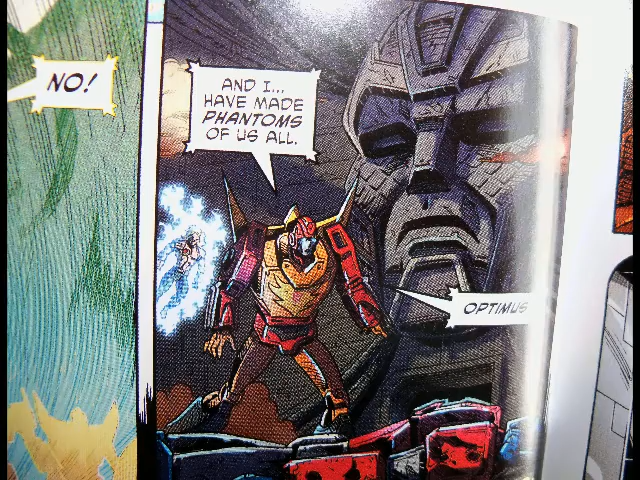 NO!
AND I...
HAVE MADE
PHANTOMS
OF US ALL.
OPTIMUS